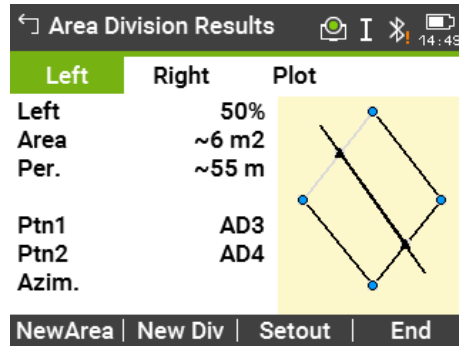 Area Division Results
14:49
Left Right Plot
Left 50%
Area ~6 m2
Per. ~55 m
Ptn1 AD3
Ptn2 AD4
Azim.
NewArea | New Div | Setout | End